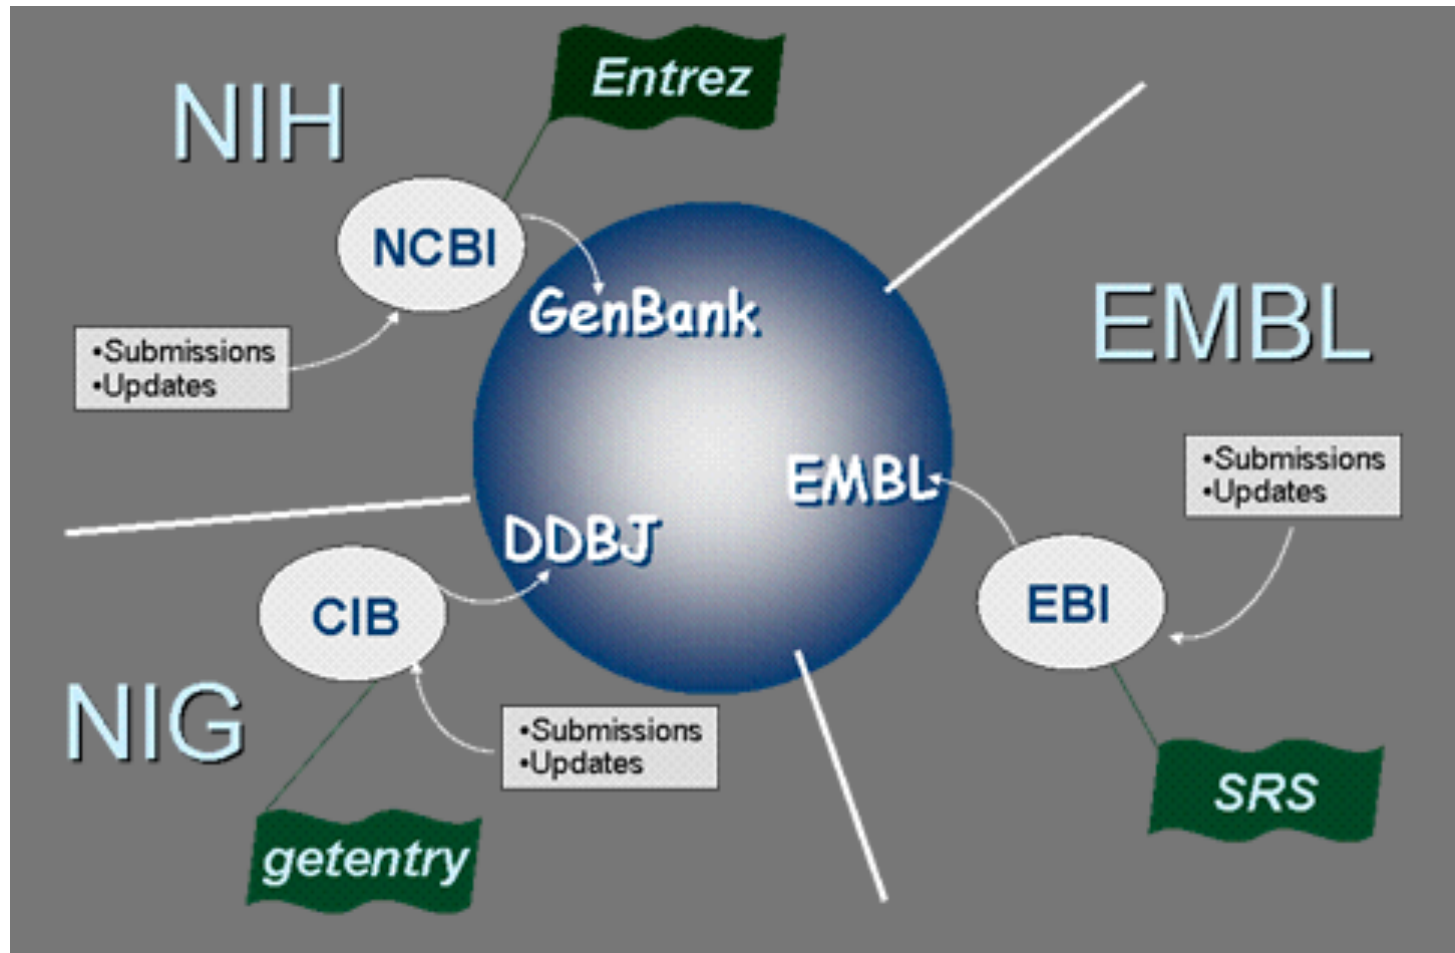 Entrez
NIH
NCBI
GenBank
•Submissions
•Updates
EMBL
EMBL
•Submissions
•Updates
EBI
SRS
DDBJ
CIB
NIG
•Submissions
•Updates
getentry